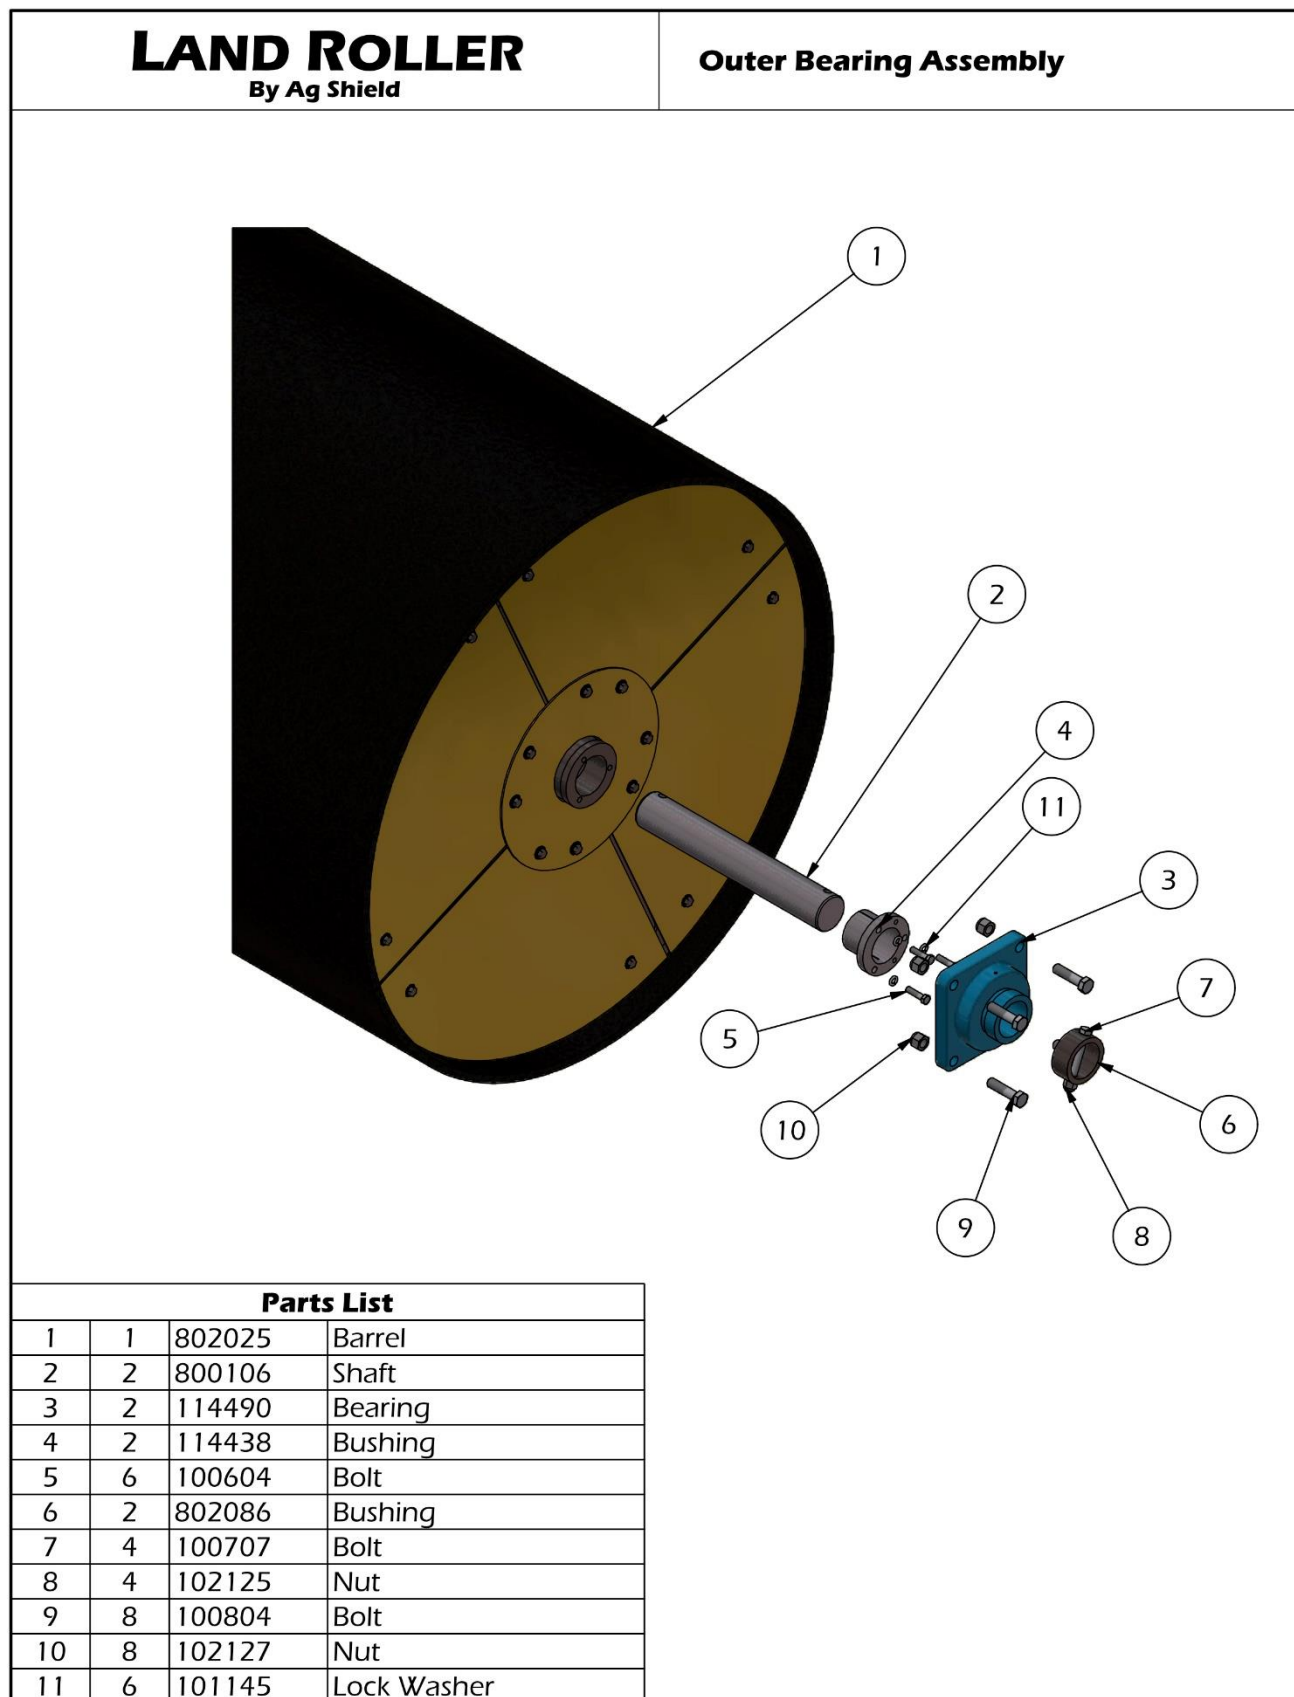 LAND ROLLER
By Ag Shield
Outer Bearing Assembly
1
2
4
11
3
7
5
10
6
9
8
Parts List
1 1 802025 Barrel
2 2 800106 Shaft
3 2 114490 Bearing
4 2 114438 Bushing
5 6 100604 Bolt
6 2 802086 Bushing
7 4 100707 Bolt
8 4 102125 Nut
9 8 100804 Bolt
10 8 102127 Nut
11 6 101145 Lock Washer